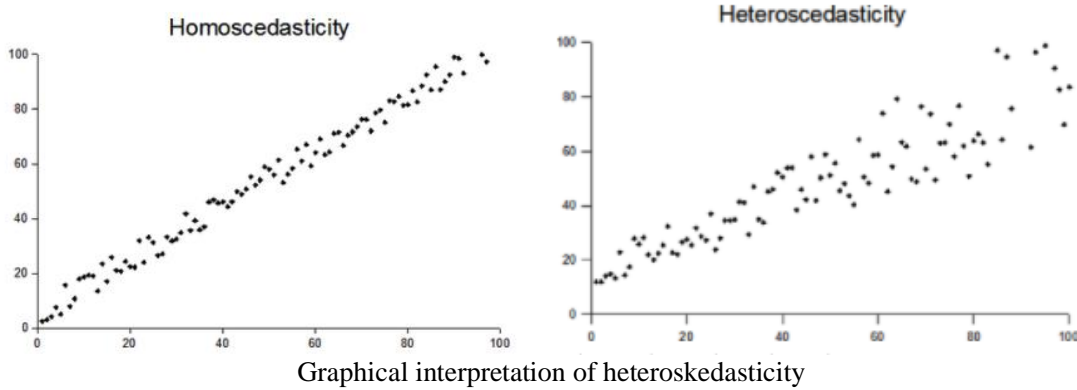 Homoscedasticity
100
80
60
40
20
0
0 20 40 60 80 100
Heteroscedasticity
100
80
60
40
20
0
0 20 40 60 80 100
Graphical interpretation of heteroskedasticity